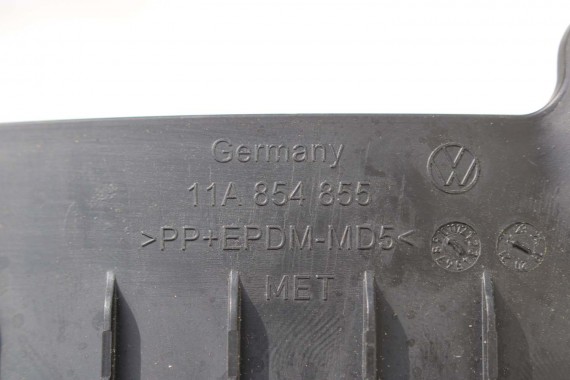 Germany
11A 854 855
>PP+EPDM-MD5<
MET